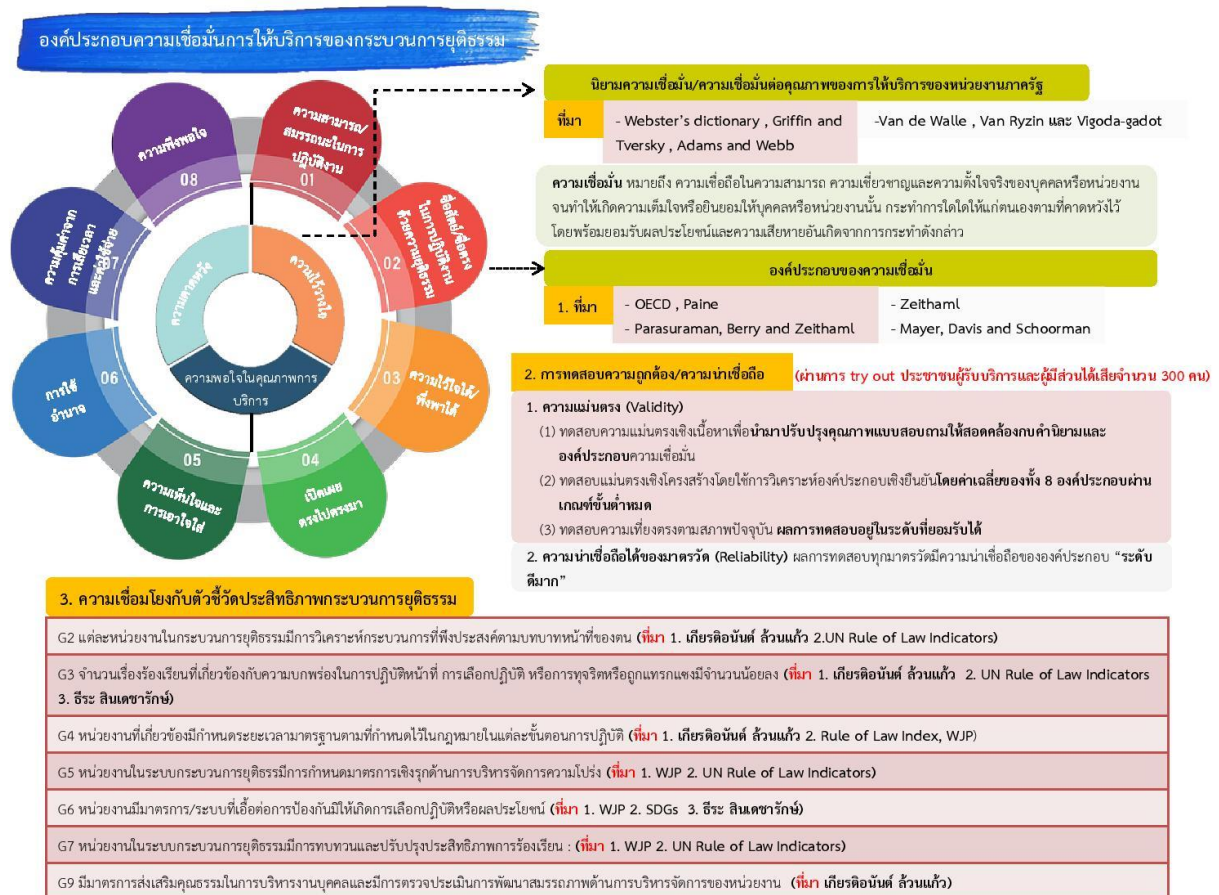 องค์ประกอบความเชื่อมั่นการให้บริการของกระบวนการยุติธรรม
ความสามารถ/
สมรรถนะในการ
ปฏิบัติงาน
01
ซื่อสัตย์/ซื่อตรง
ในการปฏิบัติงาน
ด้วยความยุติธรรม
02
ความไว้ใจได้/
พึ่งพาได้
03
เปิดเผย
ตรงไปตรงมา
04
ความเห็นใจและ
การเอาใจใส่
05
การใช้
อำนาจ
06
ความคุ้มค่าจาก
การเสียเวลา
และค่าใช้จ่าย
07
ความพึงพอใจ
08
ความคาดหวัง
ความไว้วางใจ
ความพอใจในคุณภาพการ
บริการ
นิยามความเชื่อมั่น/ความเชื่อมั่นต่อคุณภาพของการให้บริการของหน่วยงานภาครัฐ
ที่มา
- Webster's dictionary , Griffin and
Tversky , Adams and Webb
-Van de Walle , Van Ryzin และ Vigoda-gadot
ความเชื่อมั่น หมายถึง ความเชื่อถือในความสามารถ ความเชี่ยวชาญและความตั้งใจจริงของบุคคลหรือหน่วยงาน
จนทำให้เกิดความเต็มใจหรือยินยอมให้บุคคลหรือหน่วยงานนั้น กระทำการใดใดให้แก่ตนเองตามที่คาดหวังไว้
โดยพร้อมยอมรับผลประโยชน์และความเสียหายอันเกิดจากการกระทำดังกล่าว
องค์ประกอบของความเชื่อมั่น
1. ที่มา
- OECD , Paine
- Parasuraman, Berry and Zeithaml
- Zeithaml
- Mayer, Davis and Schoorman
2. การทดสอบความถูกต้อง/ความน่าเชื่อถือ (ผ่านการ try out ประชาชนผู้รับบริการและผู้มีส่วนได้เสียจำนวน 300 คน)
1. ความแม่นตรง (Validity)
(1) ทดสอบความแม่นตรงเชิงเนื้อหาเพื่อนำมาปรับปรุงคุณภาพแบบสอบถามให้สอดคล้องกบคำนิยามและ
องค์ประกอบความเชื่อมั่น
(2) ทดสอบแม่นตรงเชิงโครงสร้างโดยใช้การวิเคราะห์องค์ประกอบเชิงยืนยันโดยค่าเฉลี่ยของทั้ง 8 องค์ประกอบผ่าน
เกณฑ์ขั้นต่ำหมด
(3) ทดสอบความเที่ยงตรงตามสภาพปัจจุบัน ผลการทดสอบอยู่ในระดับที่ยอมรับได้
2. ความน่าเชื่อถือได้ของมาตรวัด (Reliability) ผลการทดสอบทุกมาตรวัดมีความน่าเชื่อถือขององค์ประกอบ "ระดับ
ดีมาก"
3. ความเชื่อมโยงกับตัวชี้วัดประสิทธิภาพกระบวนการยุติธรรม
G2 แต่ละหน่วยงานในกระบวนการยุติธรรมมีการวิเคราะห์กระบวนการที่พึงประสงค์ตามบทบาทหน้าที่ของตน (ที่มา 1. เกียรติอนันต์ ล้วนแก้ว 2.UN Rule of Law Indicators)
G3 จำนวนเรื่องร้องเรียนที่เกี่ยวข้องกับความบกพร่องในการปฏิบัติหน้าที่ การเลือกปฏิบัติ หรือการทุจริตหรือถูกแทรกแซงมีจำนวนน้อยลง (ที่มา 1. เกียรติอนันต์ ล้วนแก้ว 2. UN Rule of Law Indicators
3. ธีระ สินเดชารักษ์)
G4 หน่วยงานที่เกี่ยวข้องมีกำหนดระยะเวลามาตรฐานตามที่กำหนดไว้ในกฎหมายในแต่ละขั้นตอนการปฏิบัติ (ที่มา 1. เกียรติอนันต์ ล้วนแก้ว 2. Rule of Law Index, WJP)
G5 หน่วยงานในระบบกระบวนการยุติธรรมมีการกำหนดมาตรการเชิงรุกด้านการบริหารจัดการความโปร่ง (ที่มา 1. WJP 2. UN Rule of Law Indicators)
G6 หน่วยงานมีมาตรการ/ระบบที่เอื้อต่อการป้องกันมิให้เกิดการเลือกปฏิบัติหรือผลประโยชน์ (ที่มา 1. WJP 2. SDGs 3. ธีระ สินเดชารักษ์)
G7 หน่วยงานในระบบกระบวนการยุติธรรมมีการทบทวนและปรับปรุงประสิทธิภาพการร้องเรียน : (ที่มา 1. WJP 2. UN Rule of Law Indicators)
G9 มีมาตรการส่งเสริมคุณธรรมในการบริหารงานบุคคลและมีการตรวจประเมินการพัฒนาสมรรถภาพด้านการบริหารจัดการของหน่วยงาน (ที่มา เกียรติอนันต์ ล้วนแก้ว)